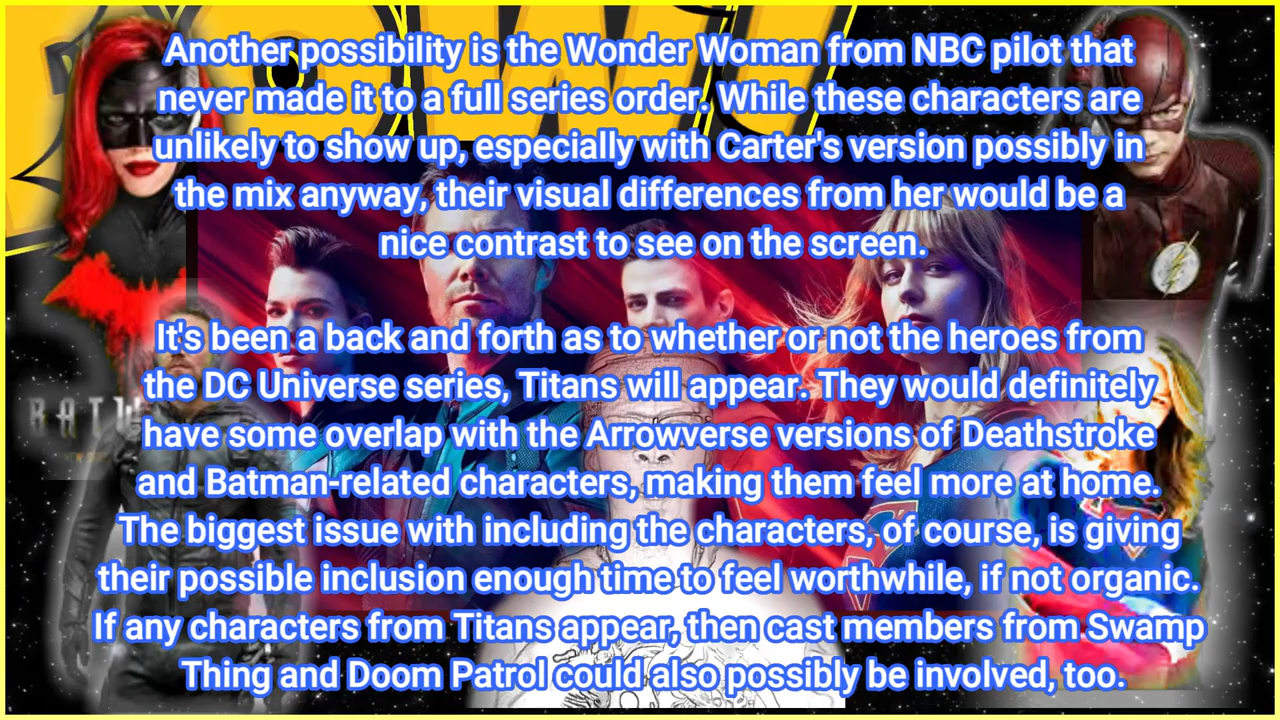 Another possibility is the Wonder Woman from NBC pilot that
never made it to a full series order. While these characters are
unlikely to show up, especially with Carter's version possibly in
the mix anyway, their visual differences from her would be a
nice contrast to see on the screen.
It's been a back and forth as to whether or not the heroes from
the DC Universe series, Titans will appear. They would definitely
have some overlap with the Arrowverse versions of Deathstroke
and Batman-related characters, making them feel more at home.
The biggest issue with including the characters, of course, is giving
their possible inclusion enough time to feel worthwhile, if not organic.
If any characters from Titans appear, then cast members from Swamp
Thing and Doom Patrol could also possibly be involved, too.